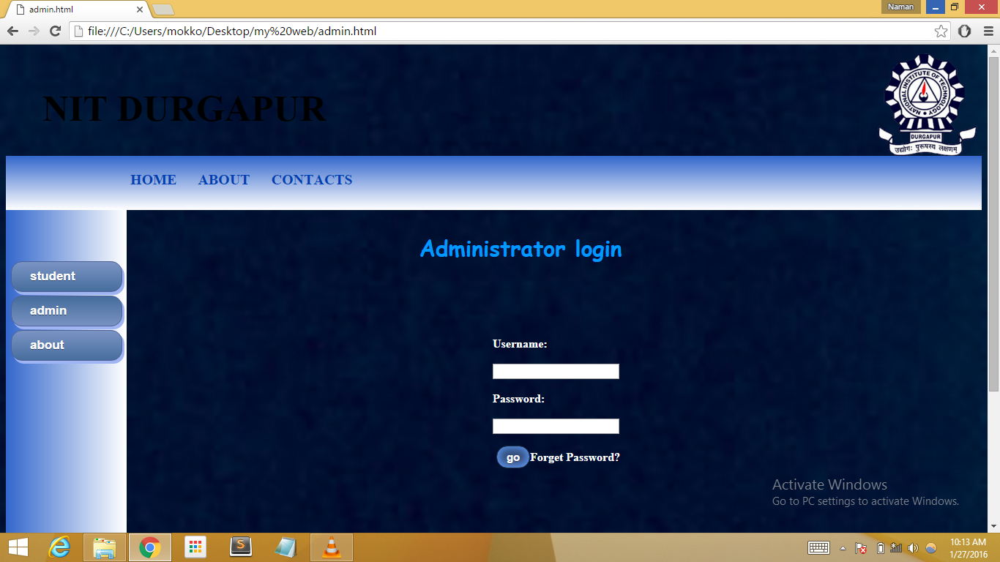 admin.html
Naman
file:///C:/Users/mokko/Desktop/my%20web/admin.html
NATIONAL INSTITUTE OF TECHNOLOGY
DURGAPUR
उद्योगः पुरूषस्य लक्षणम्
NIT DURGAPUR
HOME ABOUT CONTACTS
student
admin
about
Administrator login
Username:
Password:
go Forget Password?
Activate Windows
Go to PC settings to activate Windows.
S
10:13 AM
1/27/2016